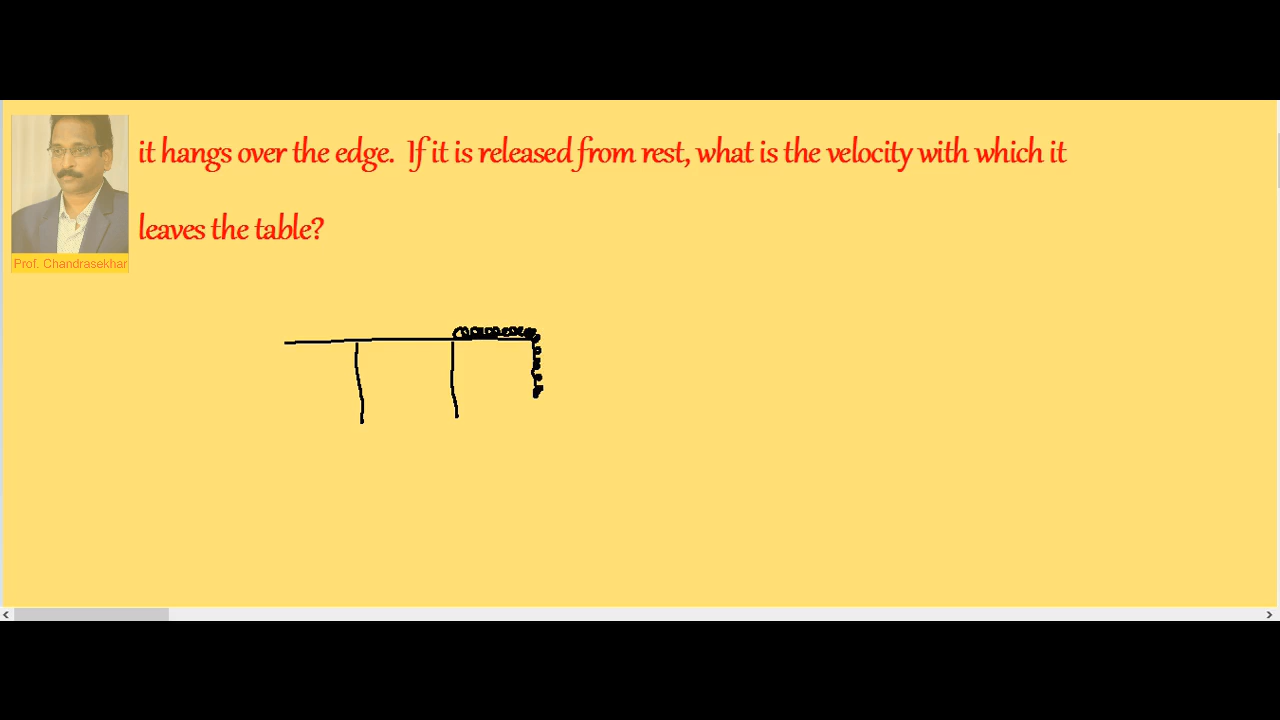 it hangs over the edge. If it is released from rest, what is the velocity with which it
leaves the table?
Prof. Chandrasekhar